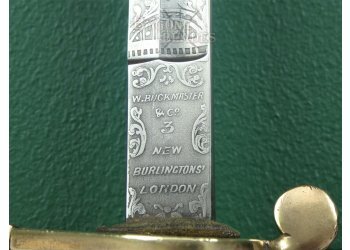 W. BUCKMASTER
& Co
3
NEW
BURLINGTON St
LONDON